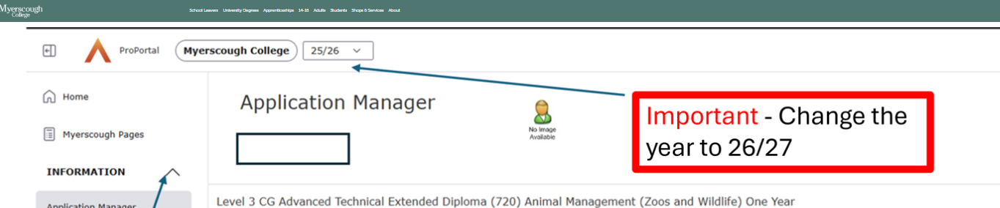 Myerscough
College
School Leavers University Degrees Apprenticeships 14-16 Adults Students Shops & Services About
ProPortal Myerscough College 25/26
Home
Application Manager
No Image
Available
Important - Change the
year to 26/27
Myerscough Pages
INFORMATION
Application Manager
Level 3 CG Advanced Technical Extended Diploma (720) Animal Management (Zoos and Wildlife) One Year